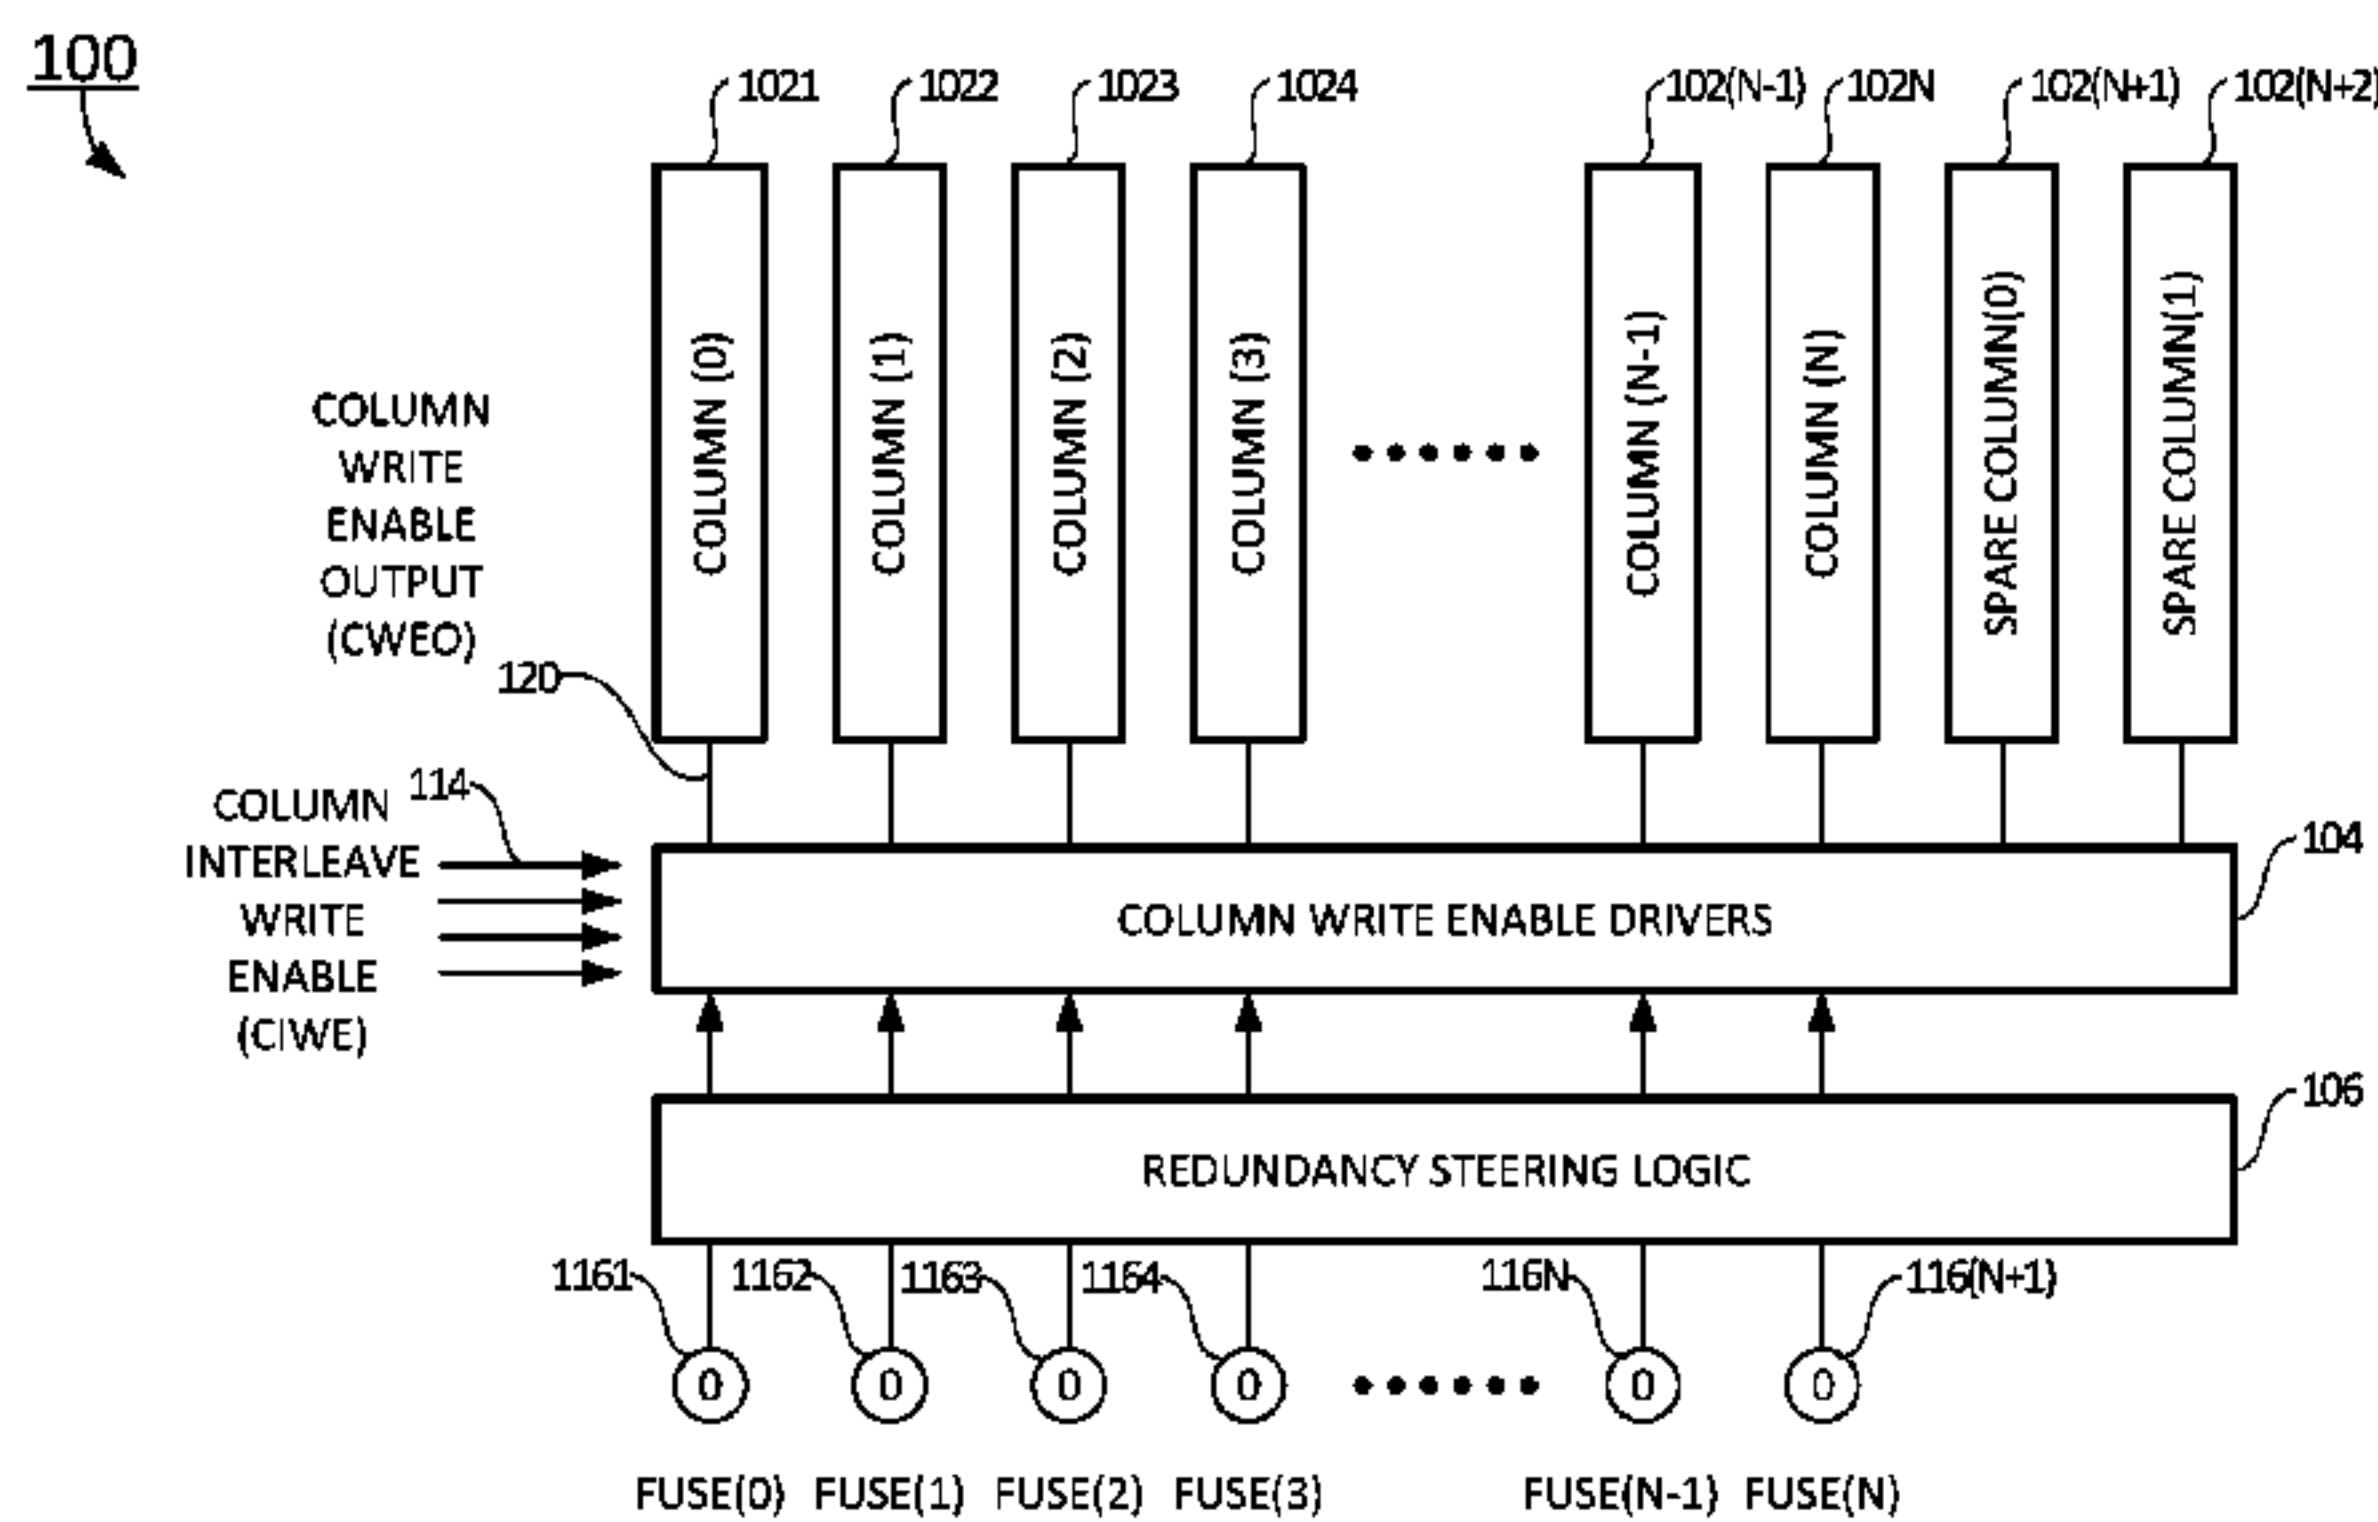 100
1021
1022
1023
1024
102(N-1)
102N
102(N+1)
102(N+2)
COLUMN (0)
COLUMN (1)
COLUMN (2)
COLUMN (3)
COLUMN (N-1)
COLUMN (N)
SPARE COLUMN(0)
SPARE COLUMN(1)
COLUMN
WRITE
ENABLE
OUTPUT
(CWEO)
120
114
COLUMN
INTERLEAVE
WRITE
ENABLE
(CIWE)
COLUMN WRITE ENABLE DRIVERS
104
REDUNDANCY STEERING LOGIC
106
1161
1162
1163
1164
116N
116(N+1)
0
0
0
0
0
0
FUSE(0)
FUSE(1)
FUSE(2)
FUSE(3)
FUSE(N-1)
FUSE(N)